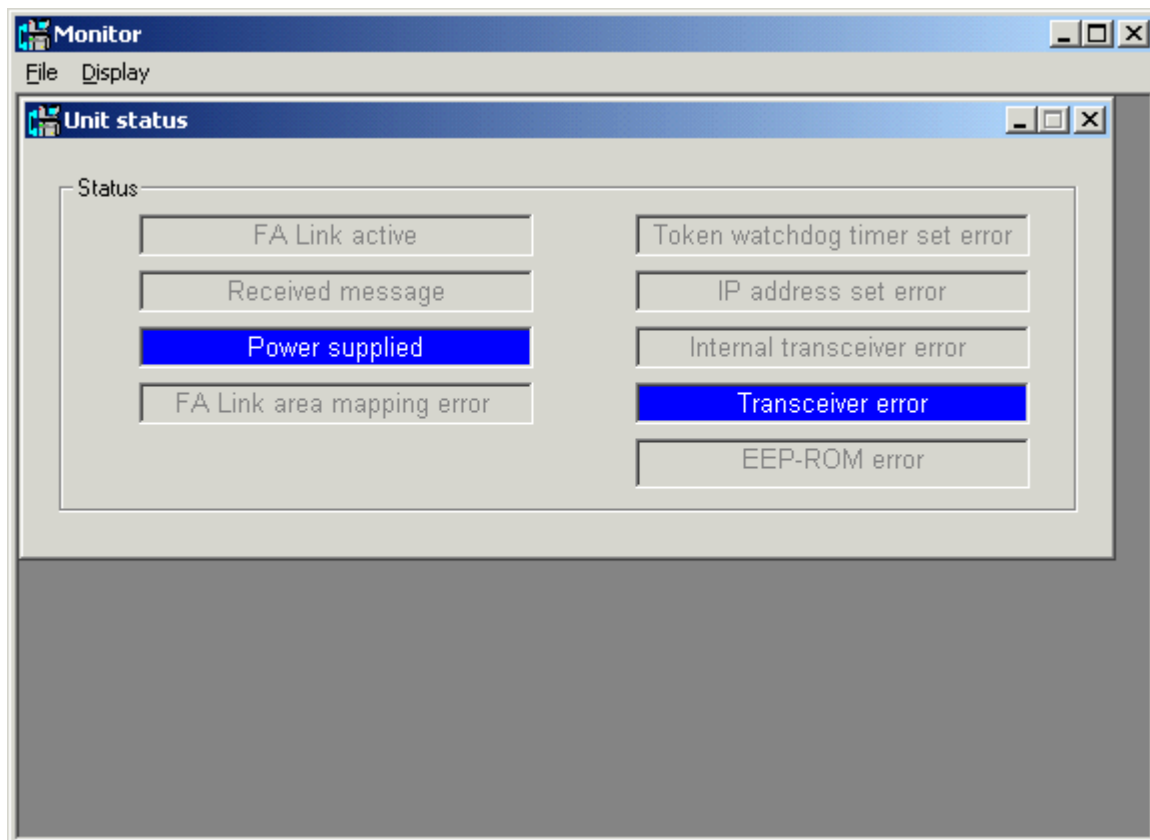 Monitor
File Display
Unit status
Status
FA Link active
Token watchdog timer set error
Received message
IP address set error
Power supplied
Internal transceiver error
FA Link area mapping error
Transceiver error
EEP-ROM error